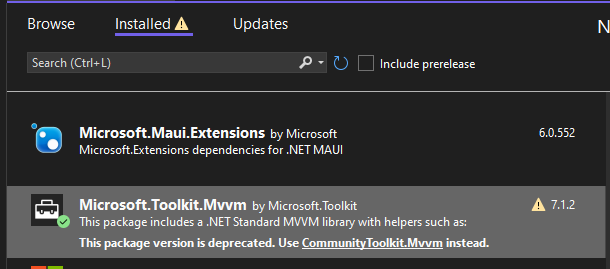 Browse Installed Updates N
Search (Ctrl+L) Include prerelease
Microsoft.Maui.Extensions by Microsoft 6.0.552
Microsoft.Extensions dependencies for .NET MAUI
Microsoft.Toolkit.Mvvm by Microsoft.Toolkit 7.1.2
This package includes a .NET Standard MVVM library with helpers such as:
This package version is deprecated. Use CommunityToolkit.Mvvm instead.